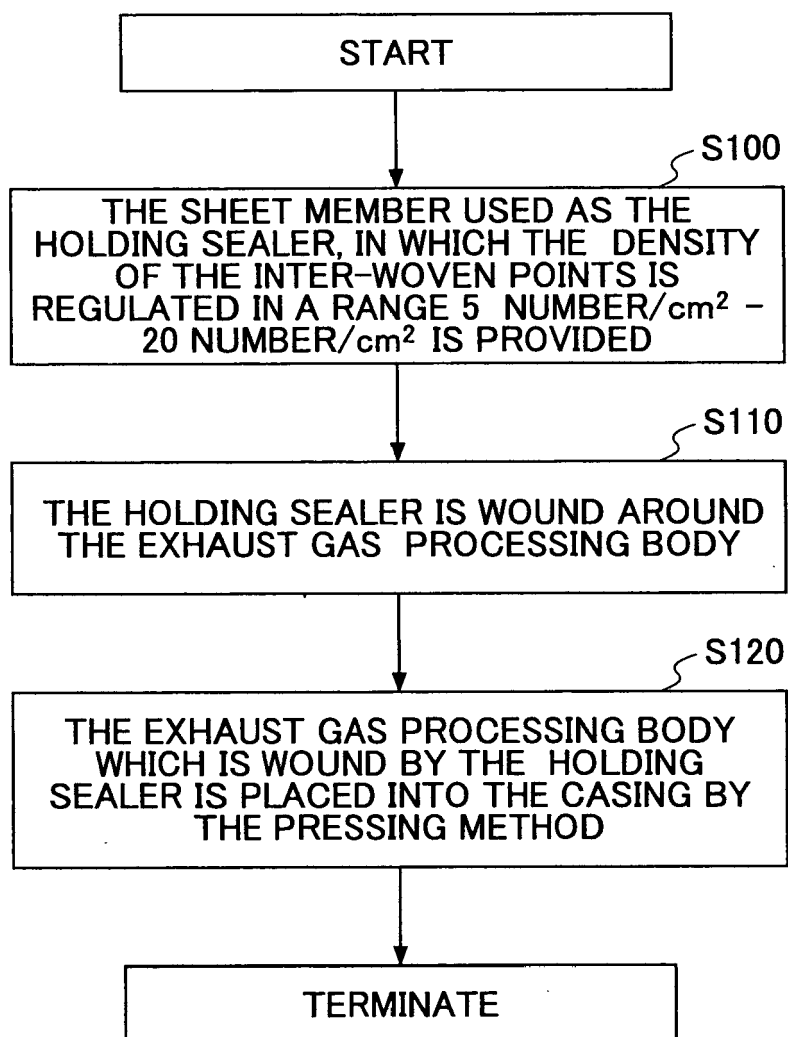 START
S100
THE SHEET MEMBER USED AS THE
HOLDING SEALER, IN WHICH THE DENSITY
OF THE INTER-WOVEN POINTS IS
REGULATED IN A RANGE 5 NUMBER/cm² –
20 NUMBER/cm² IS PROVIDED
S110
THE HOLDING SEALER IS WOUND AROUND
THE EXHAUST GAS PROCESSING BODY
S120
THE EXHAUST GAS PROCESSING BODY
WHICH IS WOUND BY THE HOLDING
SEALER IS PLACED INTO THE CASING BY
THE PRESSING METHOD
TERMINATE